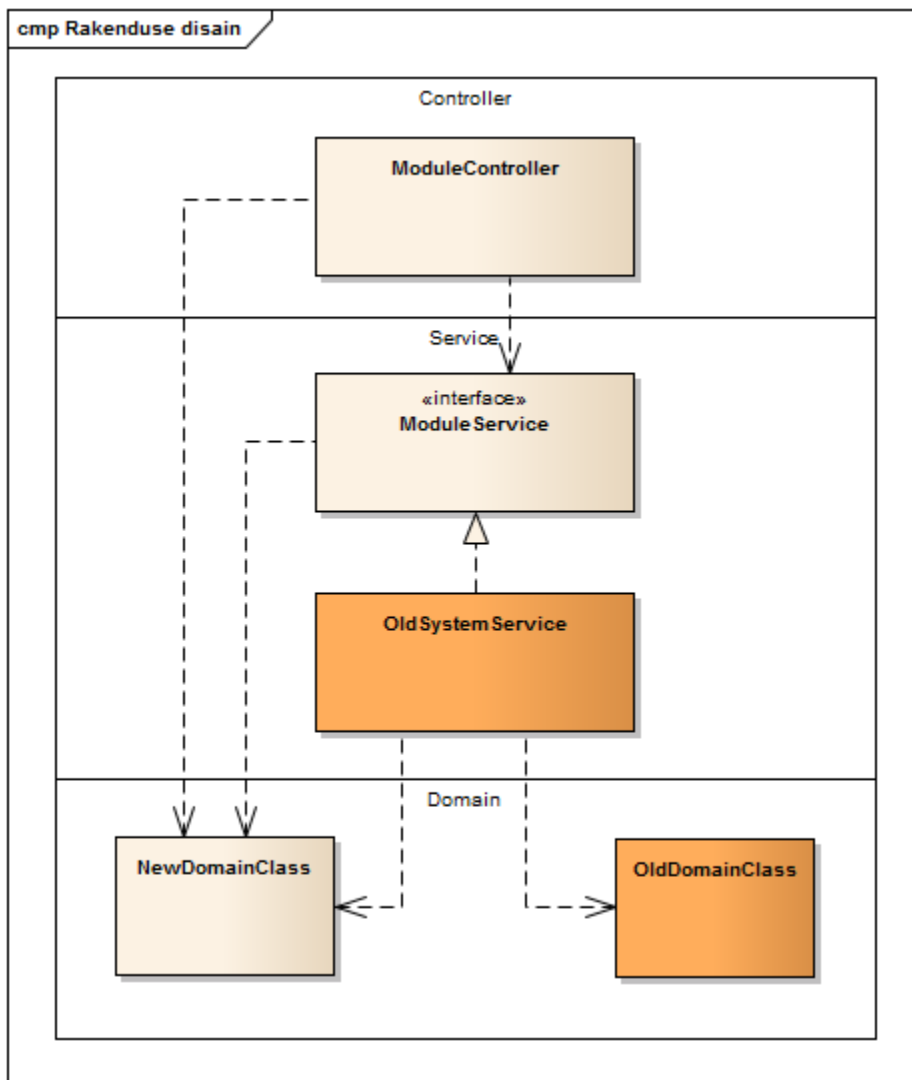 cmp Rakenduse disain
Controller
ModuleController
Service
«interface»
ModuleService
OldSystemService
Domain
NewDomainClass
OldDomainClass